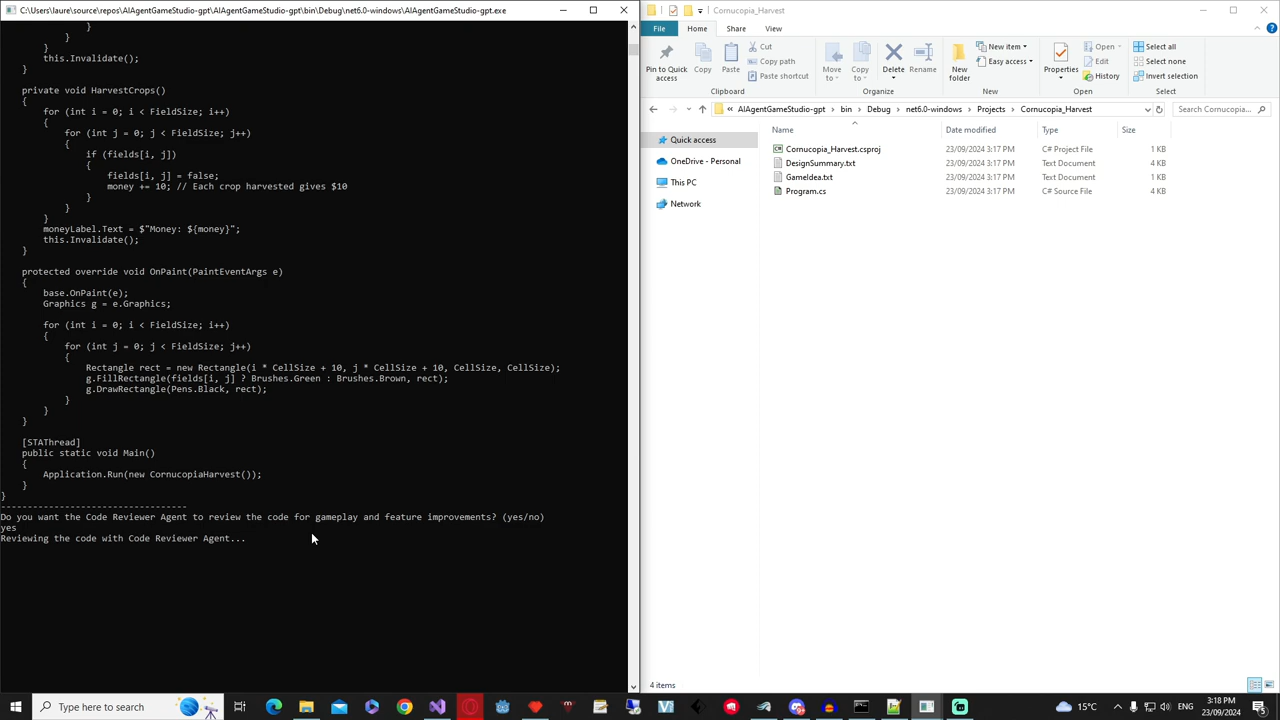 C:\Users\laure\source\repos\AIAgentGameStudio-gpt\AIAgentGameStudio-gpt\bin\Debug\net6.0-windows\AIAgentGameStudio-gpt.exe
}
}
}
this.Invalidate();
}
private void HarvestCrops()
{
for (int i = 0; i < FieldSize; i++)
{
for (int j = 0; j < FieldSize; j++)
{
if (fields[i, j])
{
fields[i, j] = false;
money += 10; // Each crop harvested gives $10
}
}
}
moneyLabel.Text = $"Money: ${money}";
this.Invalidate();
}
protected override void OnPaint(PaintEventArgs e)
{
base.OnPaint(e);
Graphics g = e.Graphics;
for (int i = 0; i < FieldSize; i++)
{
for (int j = 0; j < FieldSize; j++)
{
Rectangle rect = new Rectangle(i * CellSize + 10, j * CellSize + 10, CellSize, CellSize);
g.FillRectangle(fields[i, j] ? Brushes.Green : Brushes.Brown, rect);
g.DrawRectangle(Pens.Black, rect);
}
}
}
[STAThread]
public static void Main()
{
Application.Run(new CornucopiaHarvest());
}
}
-----------------------------------
Do you want the Code Reviewer Agent to review the code for gameplay and feature improvements? (yes/no)
yes
Reviewing the code with Code Reviewer Agent...
Cornucopia_Harvest
File Home Share View
Pin to Quick access
Copy
Paste
Cut
Copy path
Paste shortcut
Clipboard
Move to
Copy to
Delete
Rename
Organize
New folder
New item
Easy access
New
Properties
Open
Edit
History
Open
Select all
Select none
Invert selection
Select
« AIAgentGameStudio-gpt > bin > Debug > net6.0-windows > Projects > Cornucopia_Harvest
Search Cornucopia...
Quick access
OneDrive - Personal
This PC
Network
Name Date modified Type Size
Cornucopia_Harvest.csproj 23/09/2024 3:17 PM C# Project File 1 KB
DesignSummary.txt 23/09/2024 3:17 PM Text Document 4 KB
GameIdea.txt 23/09/2024 3:17 PM Text Document 1 KB
Program.cs 23/09/2024 3:17 PM C# Source File 4 KB
4 items
Type here to search
15°C
ENG
3:18 PM
23/09/2024